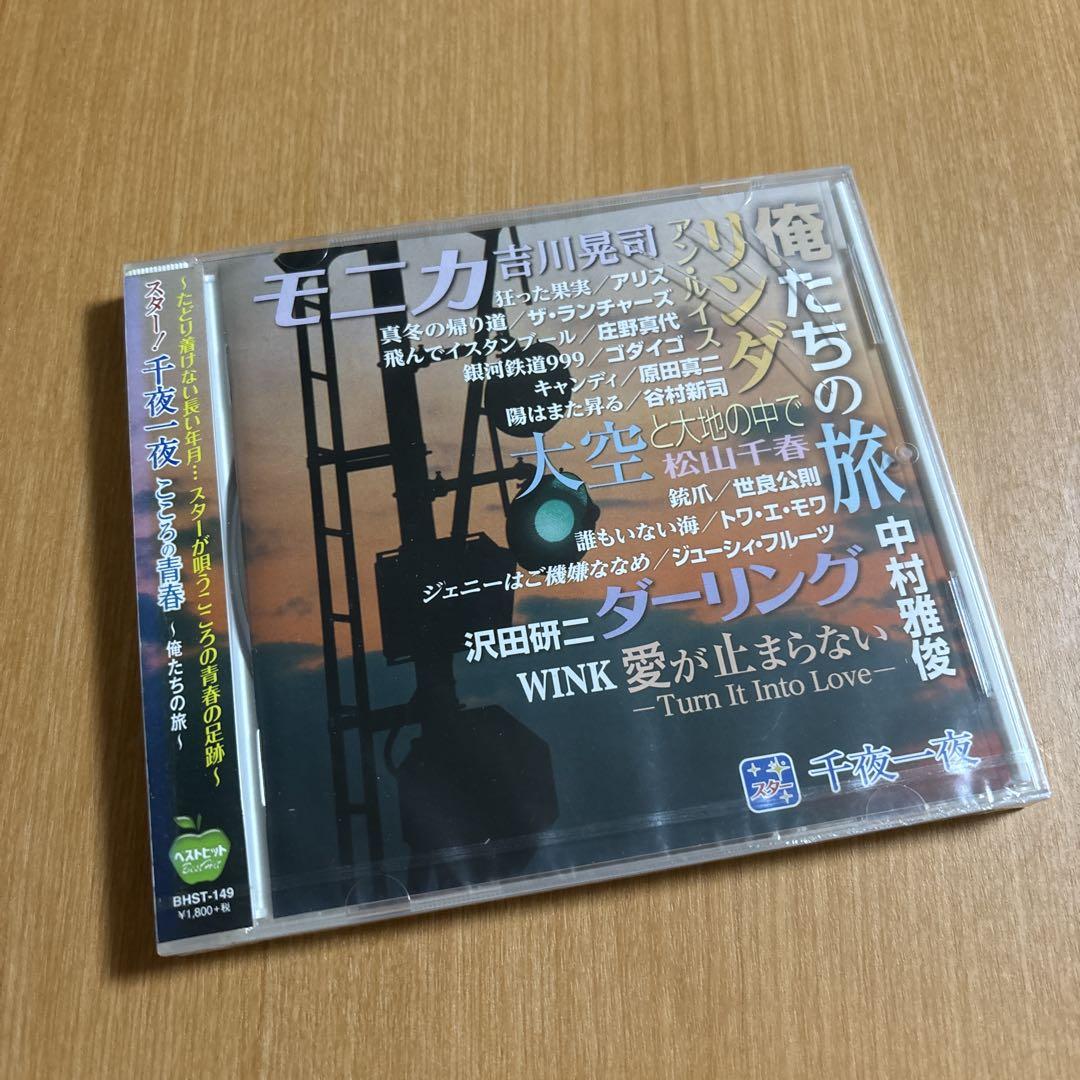 ～たどり着けない長い年月…スターが唄うこころの青春の足跡～
スター！ 千夜一夜 こころの青春 ～俺たちの旅～
ベストヒット
Best Hit
BHST-149
¥1,800+税
俺たちの旅 中村雅俊
リンダ
アン・ルイス
モニカ 吉川晃司
狂った果実／アリス
真冬の帰り道／ザ・ランチャーズ
飛んでイスタンブール／庄野真代
銀河鉄道999／ゴダイゴ
キャンディ／原田真二
陽はまた昇る／谷村新司
大空と大地の中で
松山千春
銃爪／世良公則
誰もいない海／トワ・エ・モワ
ジェニーはご機嫌ななめ／ジューシィ・フルーツ
沢田研二 ダーリング
WINK 愛が止まらない
－Turn It Into Love－
スター 千夜一夜